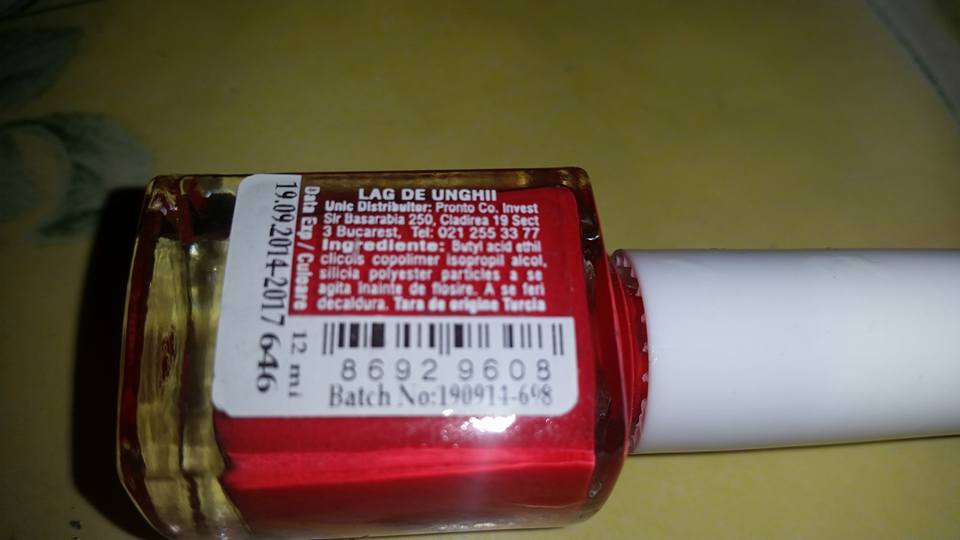 LAG DE UNGHII
Unic Distribuitor: Pronto Co. Invest
Str Basarabia 250, Cladirea 19 Sect
3 Bucarest, Tel: 021 255 33 77
Ingrediente: Butyl acid ethil
clicols copolimer isopropil alcol,
silicia polyester particles a se
agita inainte de flosire. A se feri
decaldura. Tara de origine Turcia
8692 9608
Batch No:190914-698
Data Exp / Culoare
19.09.2014-2017 646
12 ml